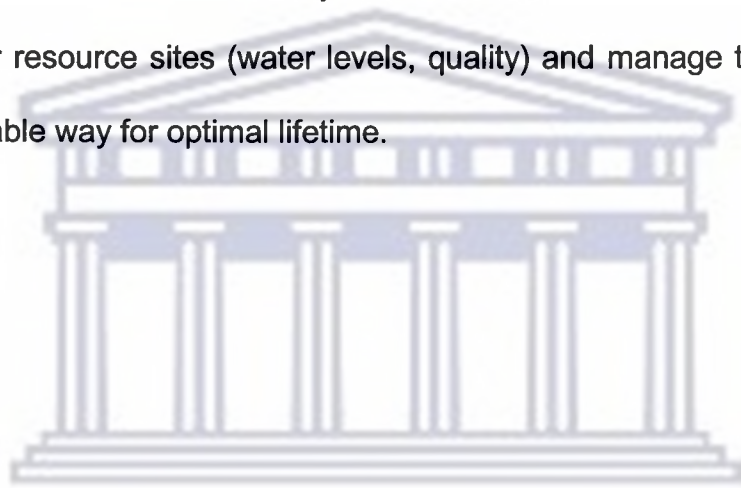 r resource sites (water levels, quality) and manage t
able way for optimal lifetime.